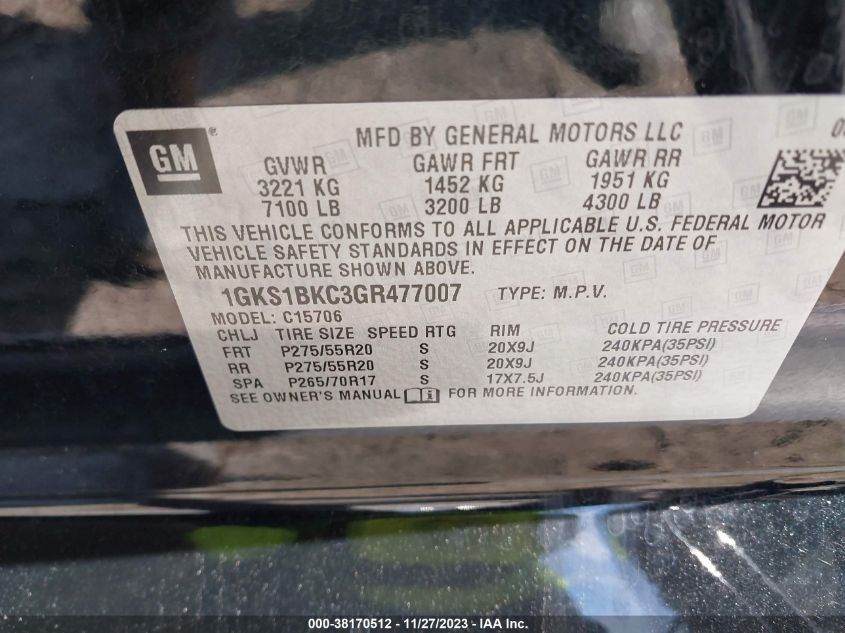 GM ®
MFD BY GENERAL MOTORS LLC
GVWR GAWR FRT GAWR RR
3221 KG 1452 KG 1951 KG
7100 LB 3200 LB 4300 LB
THIS VEHICLE CONFORMS TO ALL APPLICABLE U.S. FEDERAL MOTOR
VEHICLE SAFETY STANDARDS IN EFFECT ON THE DATE OF
MANUFACTURE SHOWN ABOVE.
1GKS1BKC3GR477007 TYPE: M.P.V.
MODEL: C15706
CHLJ TIRE SIZE SPEED RTG RIM COLD TIRE PRESSURE
FRT P275/55R20 S 20X9J 240KPA(35PSI)
RR P275/55R20 S 20X9J 240KPA(35PSI)
SPA P265/70R17 S 17X7.5J 240KPA(35PSI)
SEE OWNER'S MANUAL FOR MORE INFORMATION.
000-38170512 — 11/27/2023 — IAA Inc.